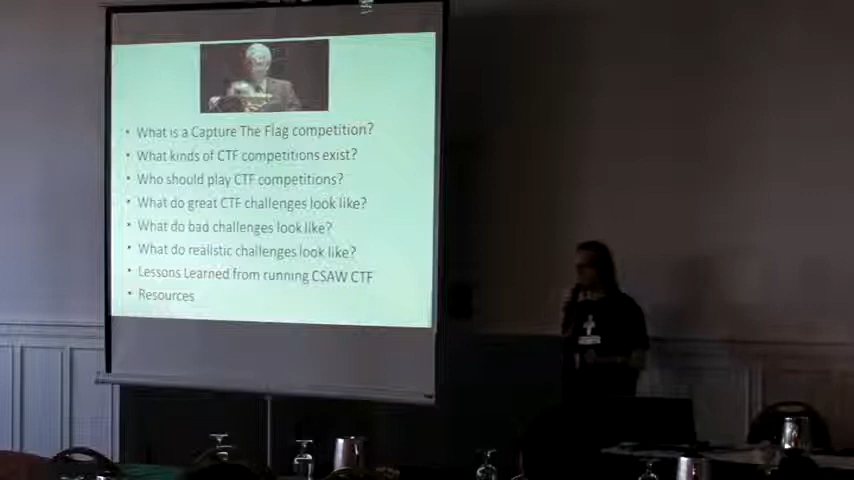 • What is a Capture The Flag competition?
• What kinds of CTF competitions exist?
• Who should play CTF competitions?
• What do great CTF challenges look like?
• What do bad challenges look like?
• What do realistic challenges look like?
• Lessons Learned from running CSAW CTF
• Resources